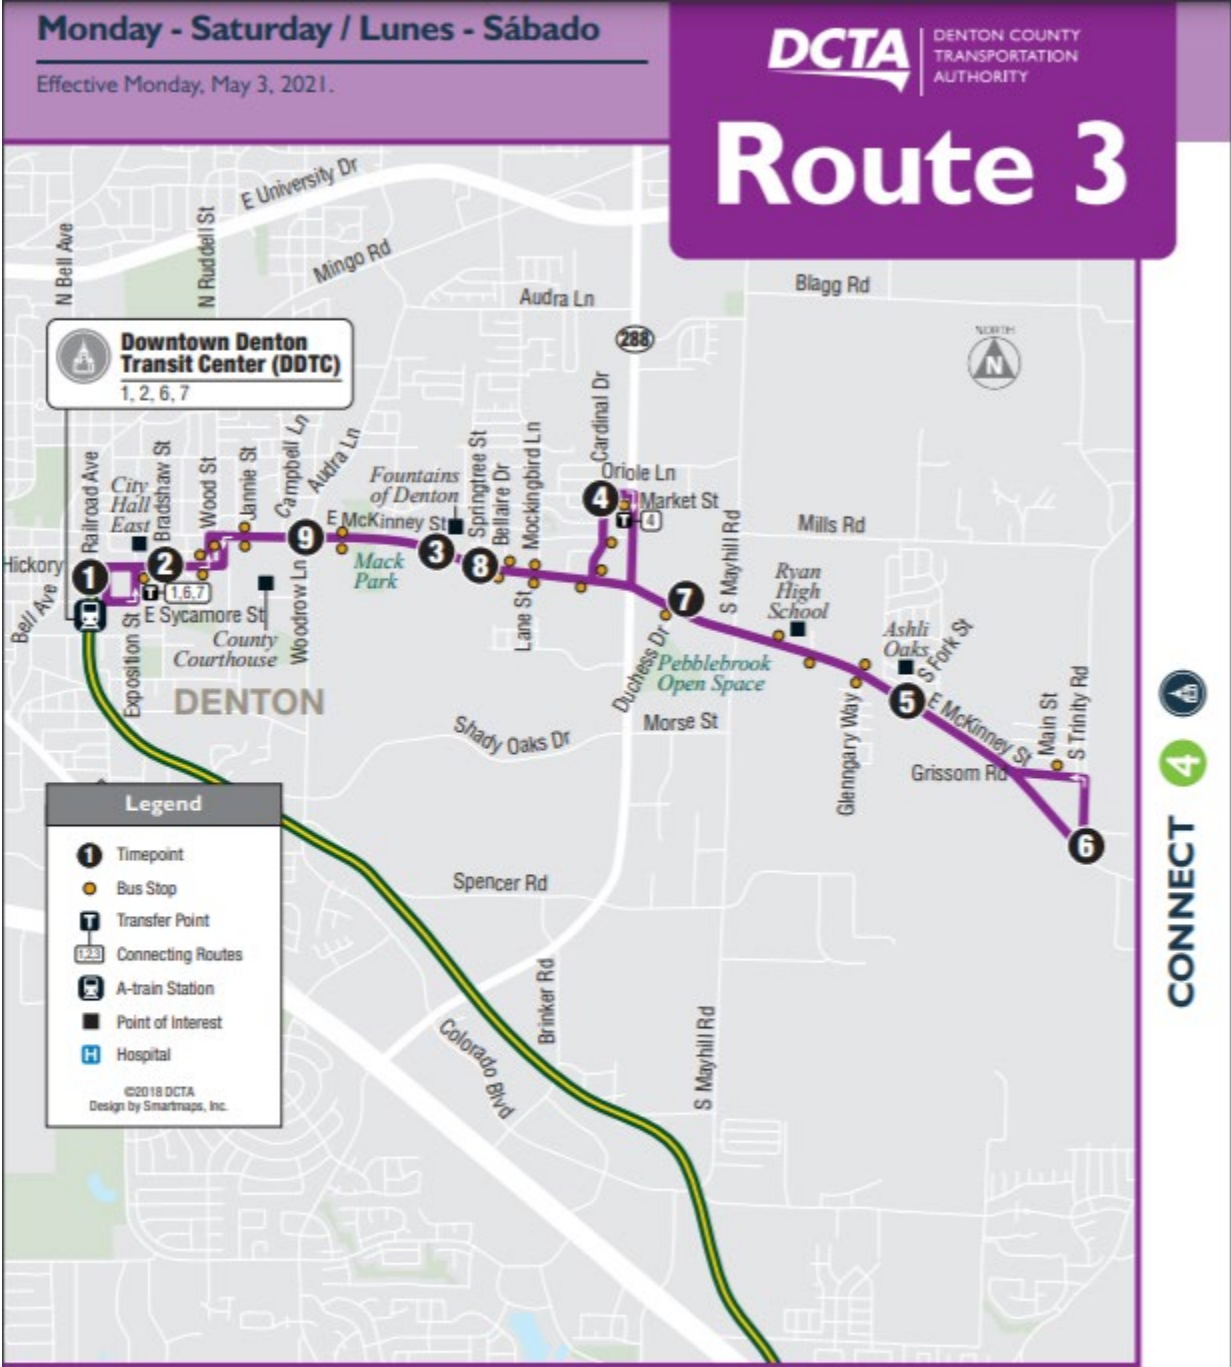 Monday - Saturday / Lunes - Sábado
Effective Monday, May 3, 2021.
DCTA
DENTON COUNTY
TRANSPORTATION
AUTHORITY
Route 3
E University Dr
N Bell Ave
N Ruddell St
Mingo Rd
Audra Ln
Blagg Rd
288
NORTH
N
Downtown Denton
Transit Center (DDTC)
1, 2, 6, 7
Railroad Ave
City
Hall
East
Bradshaw St
Wood St
Jannie St
Campbell Ln
Audra Ln
Fountains
of Denton
Springtree St
Bellaire Dr
Mockingbird Ln
Cardinal Dr
Oriole Ln
4
Market St
T
4
E McKinney St
Mills Rd
S Mayhill Rd
Hickory
1
2
9
3
8
7
Mack
Park
T
1,6,7
Ryan
High
School
Bell Ave
Exposition St
E Sycamore St
County
Courthouse
Woodrow Ln
Lane St
Duchess Dr
Pebblebrook
Open Space
Ashli
Oaks
S Fork St
5
E McKinney St
Main St
S Trinity Rd
DENTON
Shady Oaks Dr
Morse St
Glenngary Way
Grissom Rd
6
Legend
1 Timepoint
Bus Stop
T Transfer Point
1,2,3 Connecting Routes
A-train Station
Point of Interest
H Hospital
©2018 DCTA
Design by Smartmaps, Inc.
Spencer Rd
Brinker Rd
Colorado Blvd
S Mayhill Rd
CONNECT 4